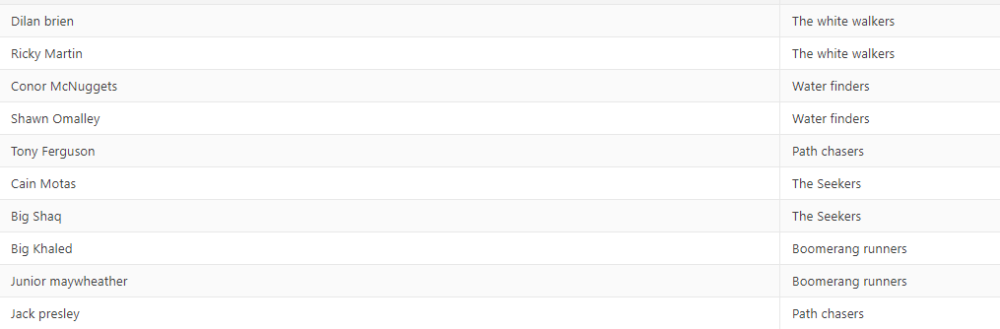 Dilan brien The white walkers
Ricky Martin The white walkers
Conor McNuggets Water finders
Shawn Omalley Water finders
Tony Ferguson Path chasers
Cain Motas The Seekers
Big Shaq The Seekers
Big Khaled Boomerang runners
Junior maywheather Boomerang runners
Jack presley Path chasers